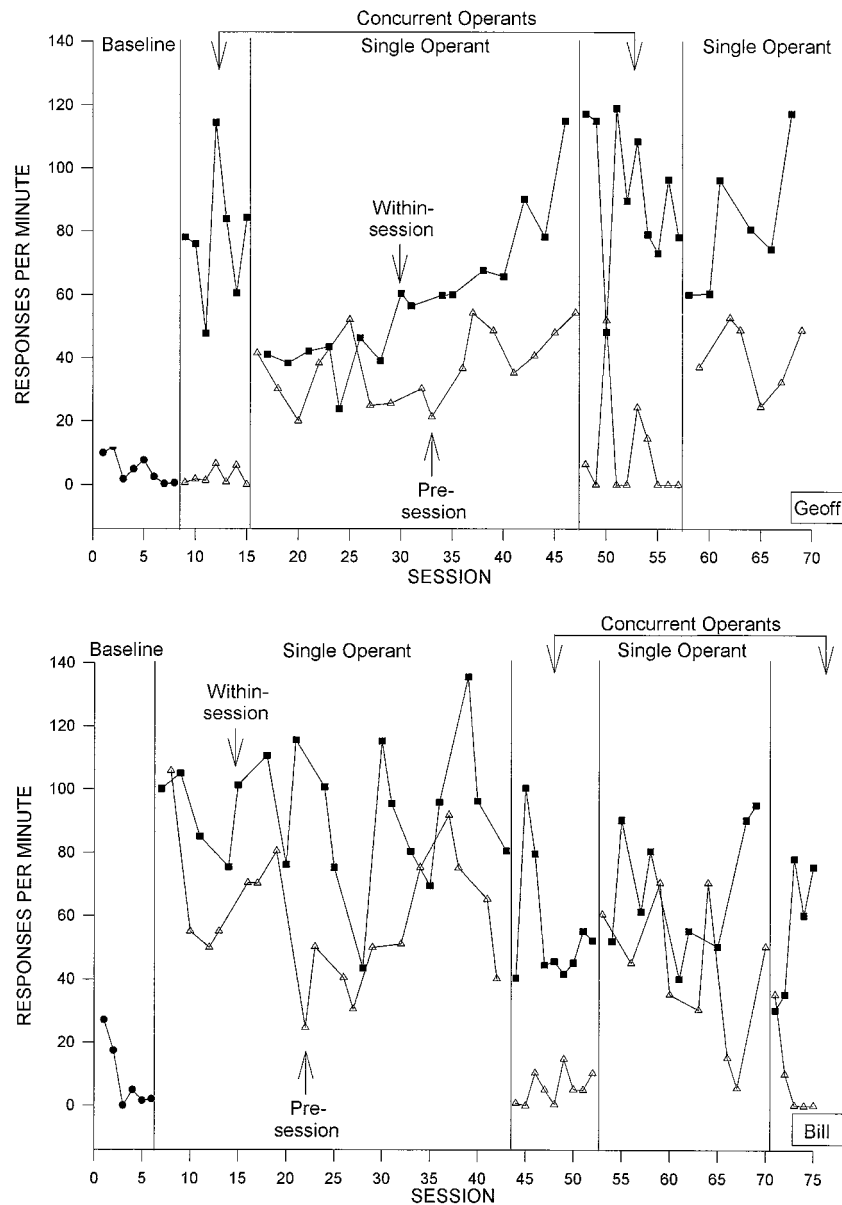 Concurrent Operants
Baseline Single Operant Single Operant
140
120
100
80
60
40
20
0
RESPONSES PER MINUTE
Within-
session
Pre-
session
Geoff
0 5 10 15 20 25 30 35 40 45 50 55 60 65 70
SESSION
Concurrent Operants
Baseline Single Operant Single Operant
140
120
100
80
60
40
20
0
RESPONSES PER MINUTE
Within-
session
Pre-
session
Bill
0 5 10 15 20 25 30 35 40 45 50 55 60 65 70 75
SESSION